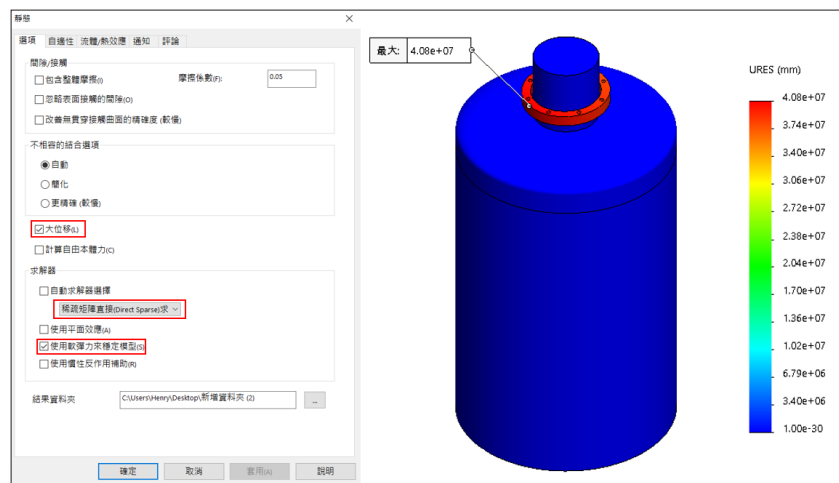 靜態
選項 自適性 流體/熱效應 通知 評論
間隙/接觸
包含整體摩擦(I) 摩擦係數(F): 0.05
忽略表面接觸的間隙(O)
改善無貫穿接觸曲面的精確度 (較慢)
不相容的結合選項
自動
簡化
更精確 (較慢)
大位移(L)
計算自由本體力(C)
求解器
自動求解器選擇
稀疏矩陣直接(Direct Sparse)求
使用平面效應(A)
使用軟彈力來穩定模型(S)
使用慣性反作用補助(R)
結果資料夾 C:\Users\Henry\Desktop\新增資料夾 (2) ...
確定 取消 套用(A) 說明
最大: 4.08e+07
URES (mm)
4.08e+07
3.74e+07
3.40e+07
3.06e+07
2.72e+07
2.38e+07
2.04e+07
1.70e+07
1.36e+07
1.02e+07
6.79e+06
3.40e+06
1.00e-30